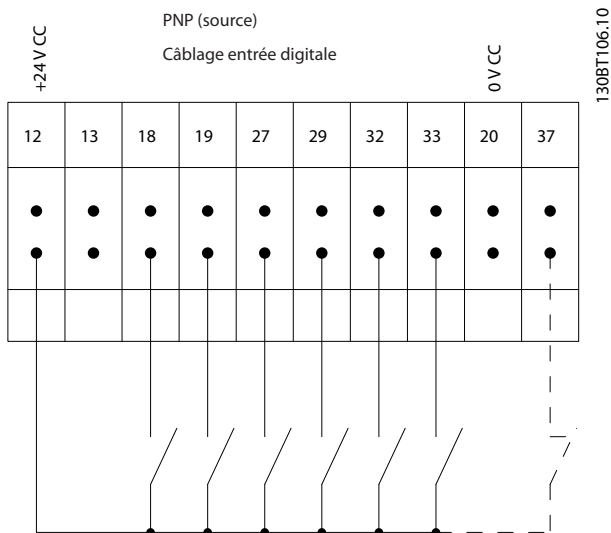 PNP (source)
Câblage entrée digitale
+24 V CC
0 V CC
130BT106.10
12 13 18 19 27 29 32 33 20 37